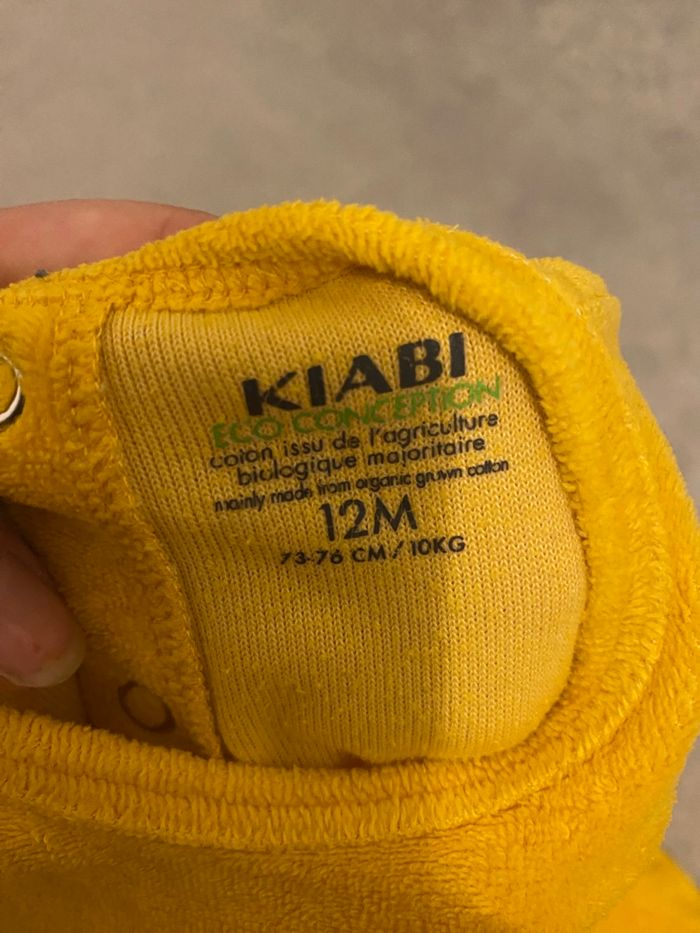 KIABI
ECO CONCEPTION
coton issu de l'agriculture
biologique majoritaire
mainly made from organic grown cotton
12M
73-76 CM / 10KG